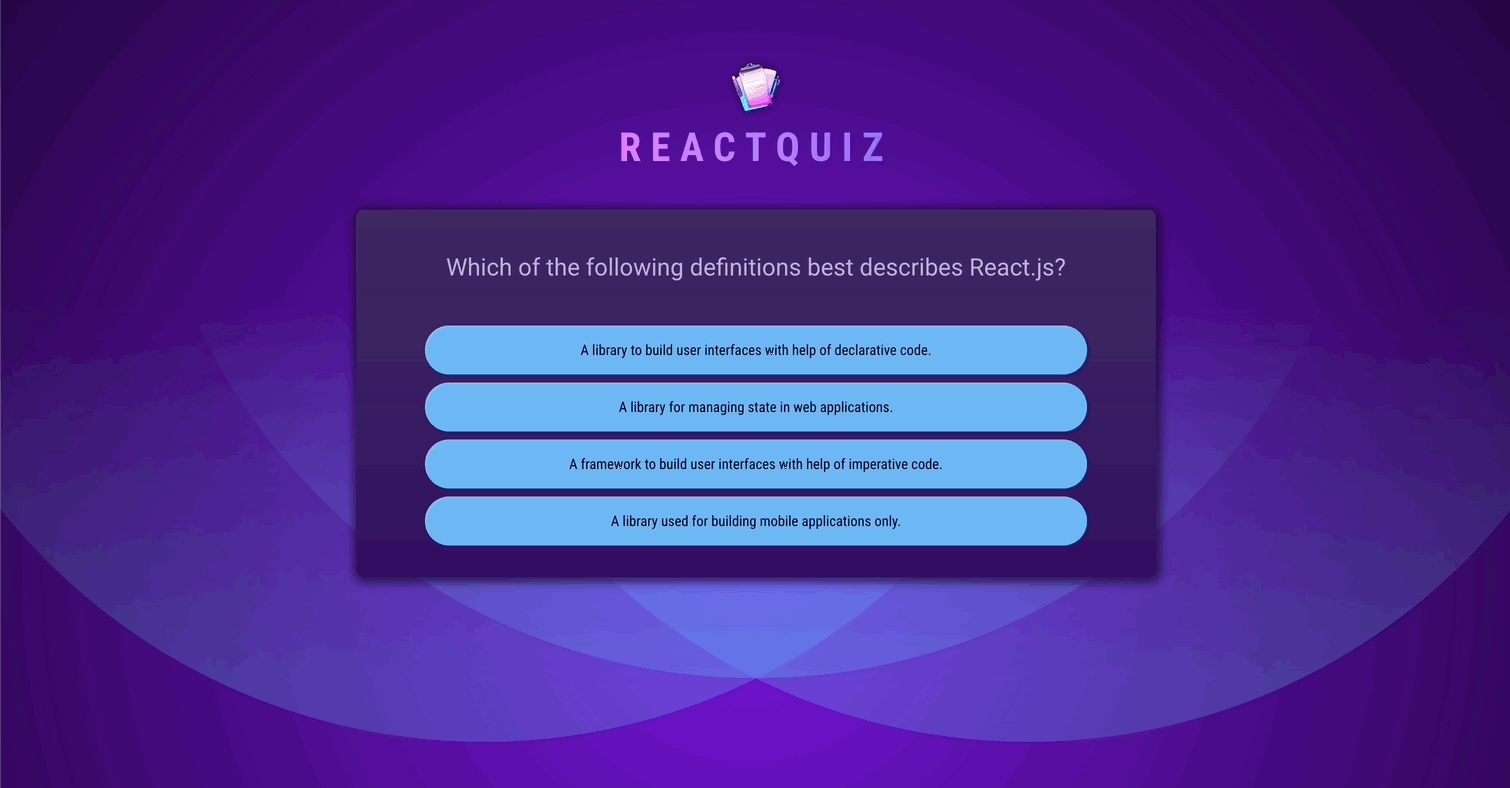 REACTQUIZ
Which of the following definitions best describes React.js?
A library to build user interfaces with help of declarative code.
A library for managing state in web applications.
A framework to build user interfaces with help of imperative code.
A library used for building mobile applications only.